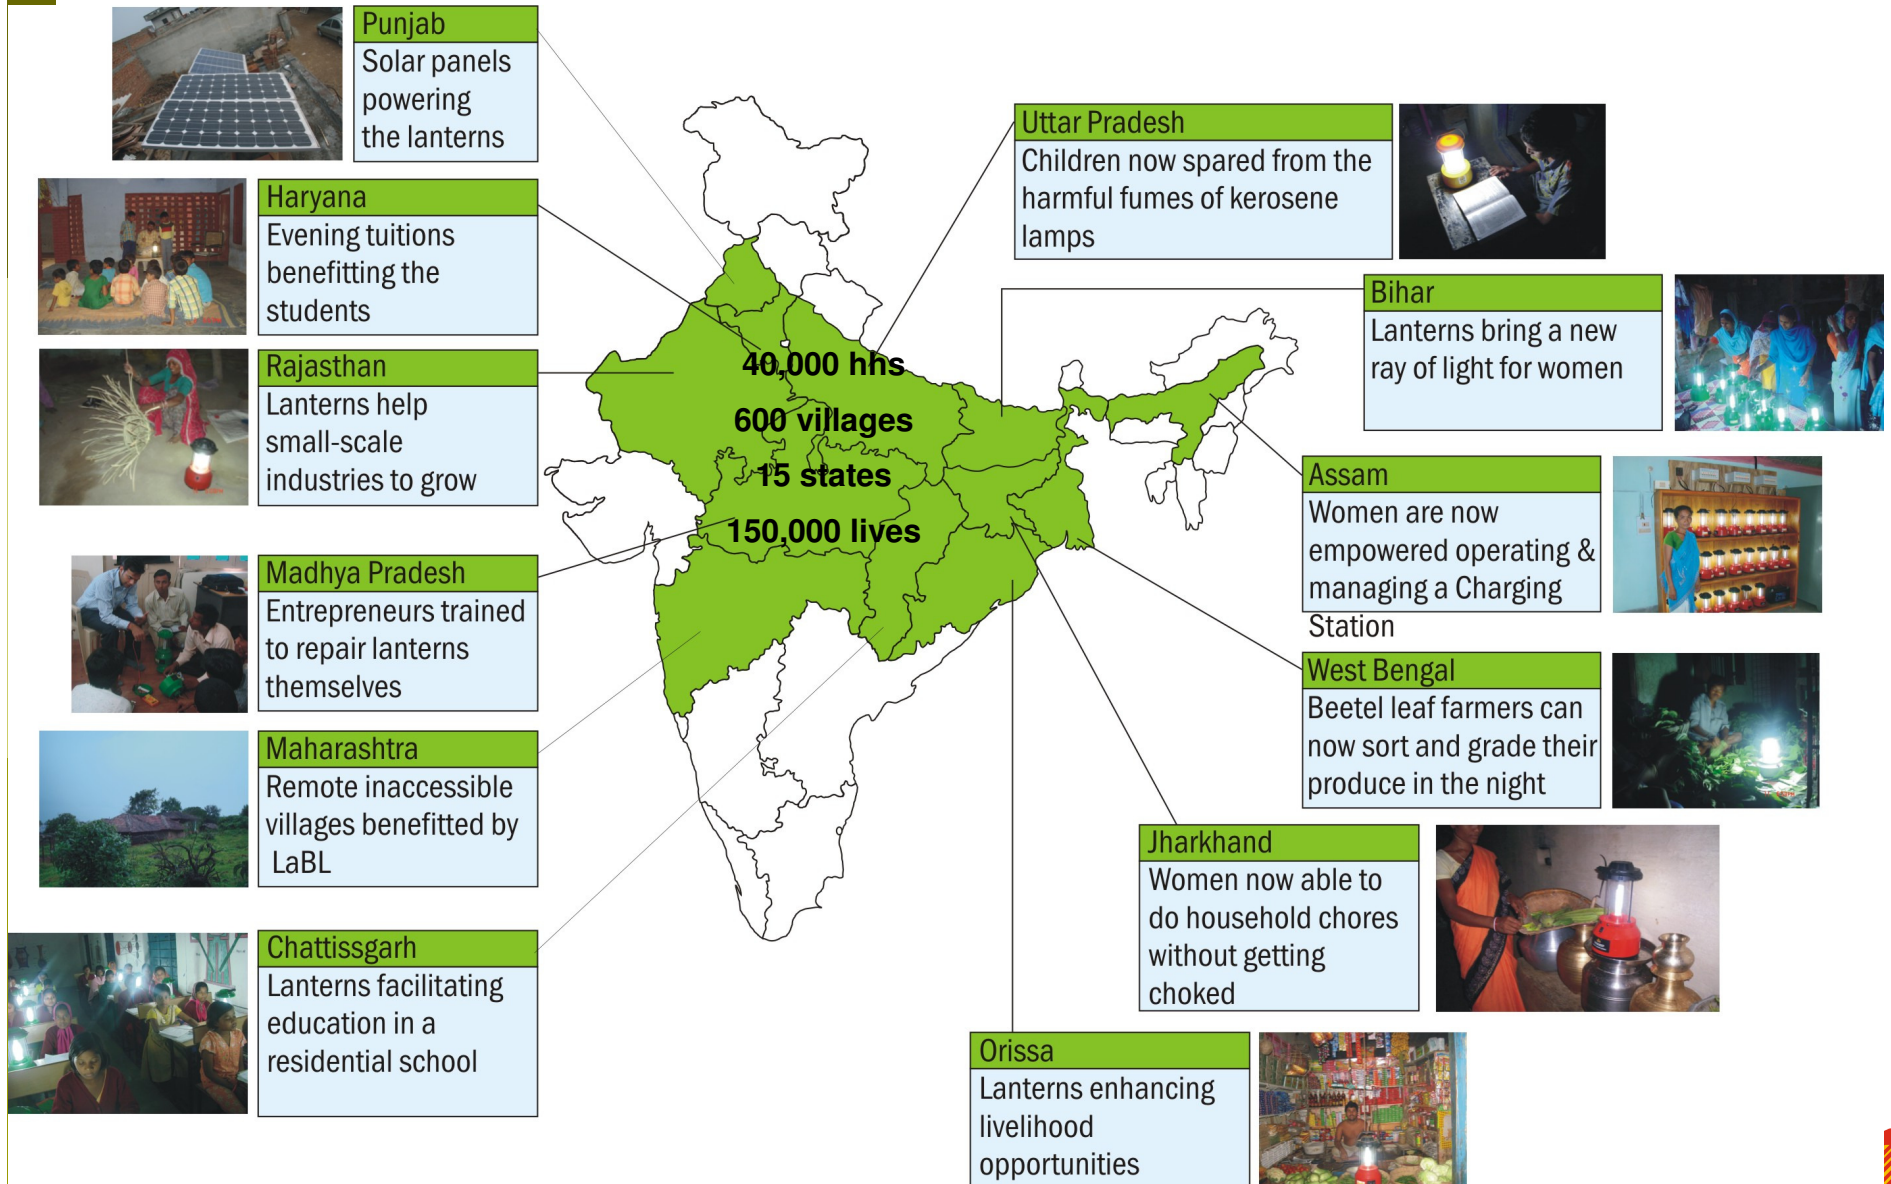 Punjab
Solar panels
powering
the lanterns
Haryana
Evening tuitions
benefitting the
students
Rajasthan
Lanterns help
small-scale
industries to grow
Madhya Pradesh
Entrepreneurs trained
to repair lanterns
themselves
Maharashtra
Remote inaccessible
villages benefitted by
LaBL
Chattissgarh
Lanterns facilitating
education in a
residential school
40,000 hhs
600 villages
15 states
150,000 lives
Uttar Pradesh
Children now spared from the
harmful fumes of kerosene
lamps
Bihar
Lanterns bring a new
ray of light for women
Assam
Women are now
empowered operating &
managing a Charging
Station
West Bengal
Beetel leaf farmers can
now sort and grade their
produce in the night
Jharkhand
Women now able to
do household chores
without getting
choked
Orissa
Lanterns enhancing
livelihood
opportunities